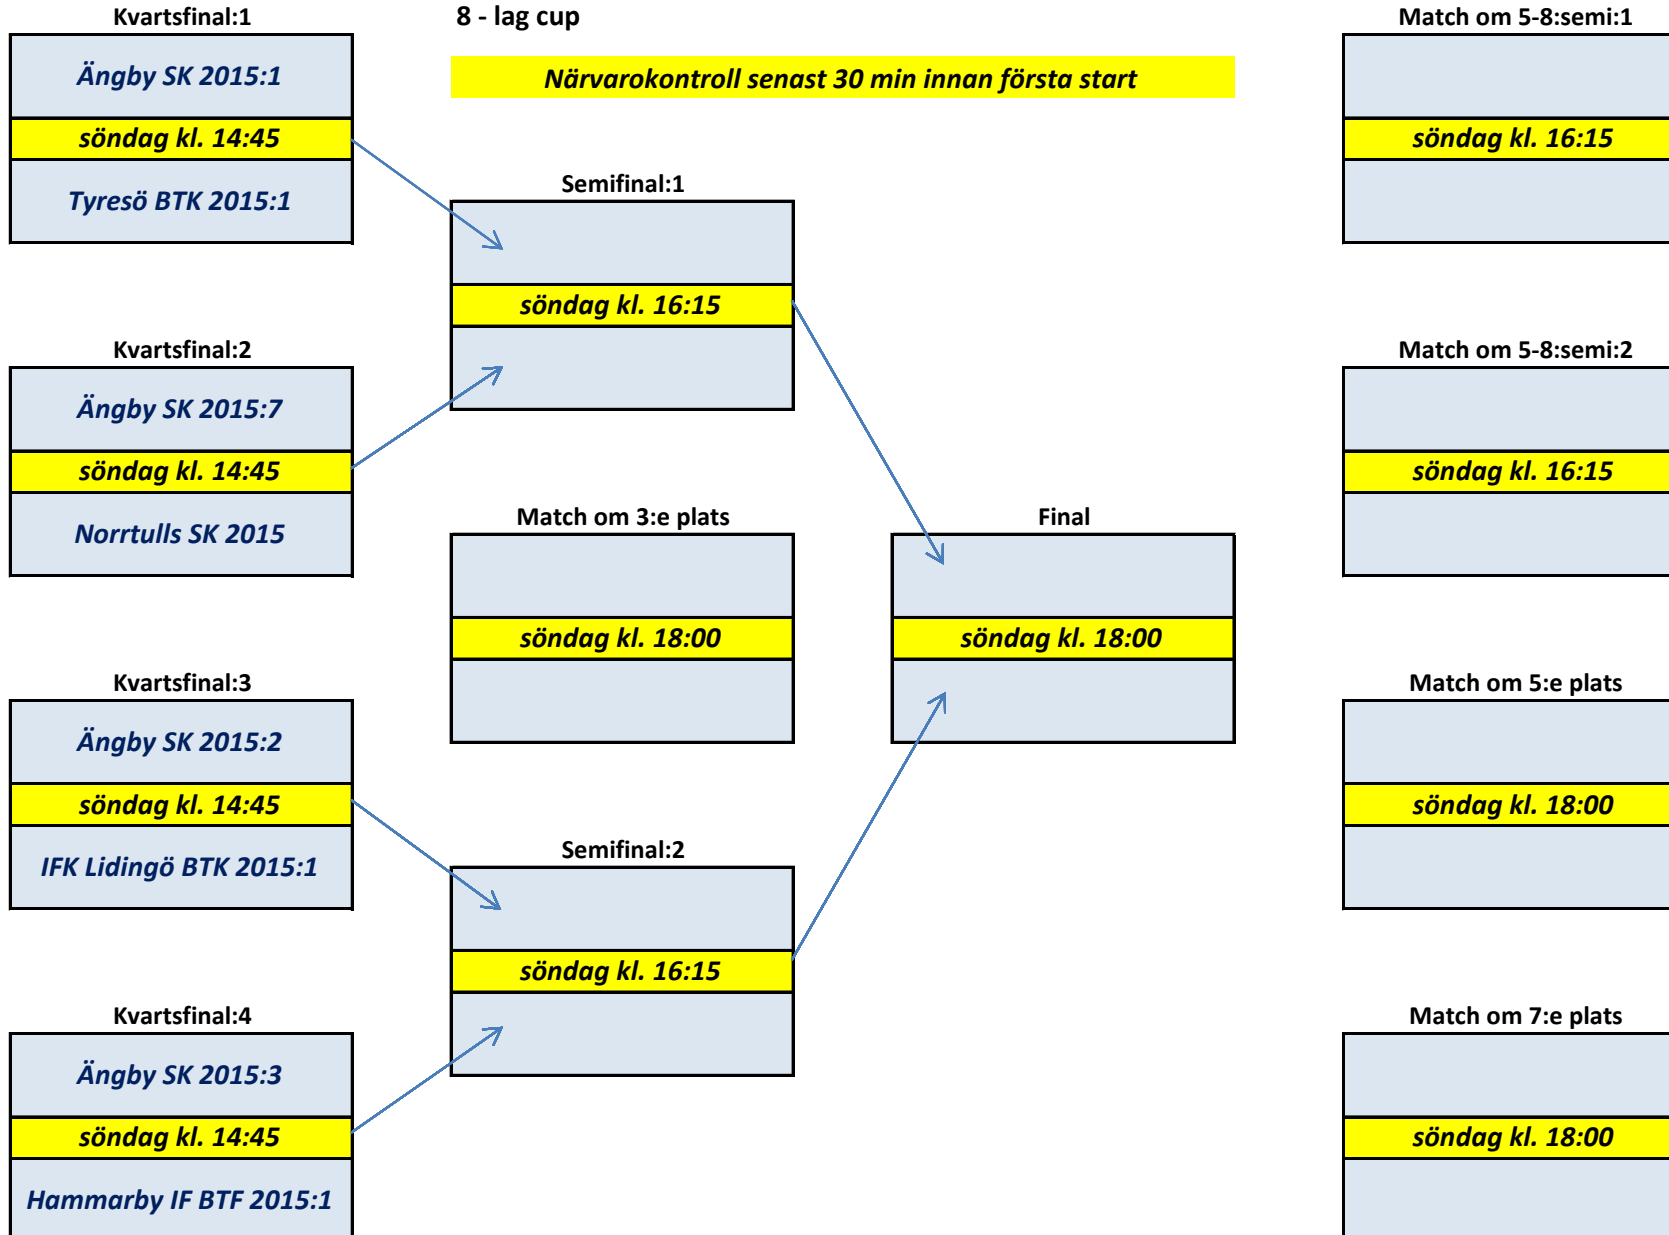 Kvartsfinal:1
Ängby SK 2015:1
söndag kl. 14:45
Tyresö BTK 2015:1
Kvartsfinal:2
Ängby SK 2015:7
söndag kl. 14:45
Norrtulls SK 2015
Kvartsfinal:3
Ängby SK 2015:2
söndag kl. 14:45
IFK Lidingö BTK 2015:1
Kvartsfinal:4
Ängby SK 2015:3
söndag kl. 14:45
Hammarby IF BTF 2015:1
8 - lag cup
Närvarokontroll senast 30 min innan första start
Semifinal:1
söndag kl. 16:15
Match om 3:e plats
söndag kl. 18:00
Semifinal:2
söndag kl. 16:15
Final
söndag kl. 18:00
Match om 5-8:semi:1
söndag kl. 16:15
Match om 5-8:semi:2
söndag kl. 16:15
Match om 5:e plats
söndag kl. 18:00
Match om 7:e plats
söndag kl. 18:00